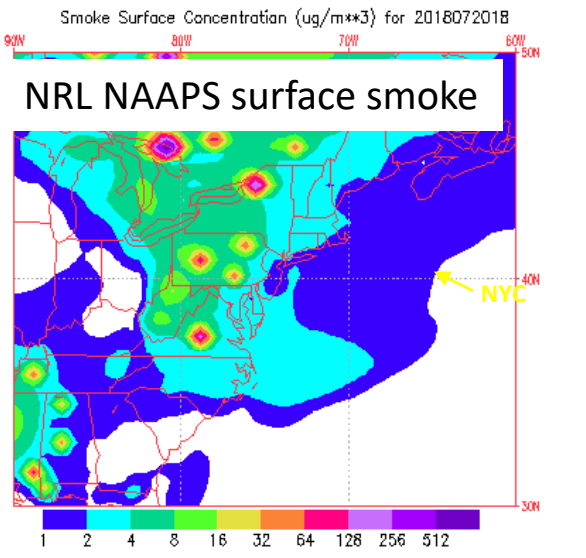 Smoke Surface Concentration (ug/m**3) for 2018072018
90W 80W 70W 60W
50N
NRL NAAPS surface smoke
40N
NYC
30N
1 2 4 8 16 32 64 128 256 512